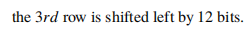 the 3rd row is shifted left by 12 bits.